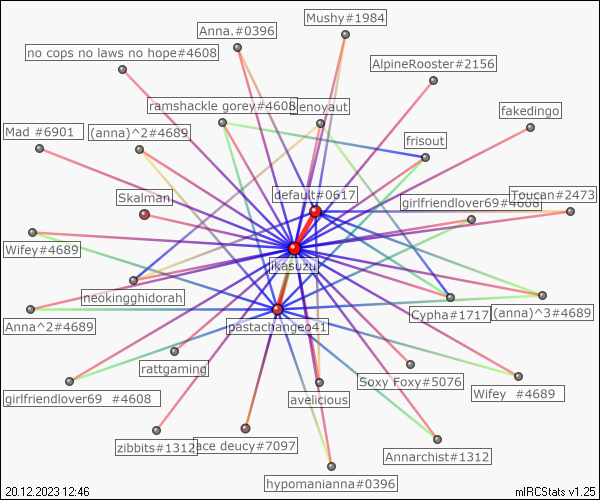 Mushy#1984
Anna.#0396
no cops no laws no hope#4608
AlpineRooster#2156
ramshackle gorey#4608
kenoyaut
fakedingo
Mad #6901
(anna)^2#4689
frisout
Skalman
default#0617
girlfriendlover69#4608
Toucan#2473
Wifey#4689
ikasuzu
neokingghidorah
Cypha#1717
(anna)^3#4689
Anna^2#4689
pastachangeo41
rattgaming
Soxy Foxy#5076
girlfriendlover69 #4608
avelicious
Wifey #4689
zibbits#1312
ace deucy#7097
Annarchist#1312
hypomanianna#0396
20.12.2023 12:46
mIRCStats v1.25